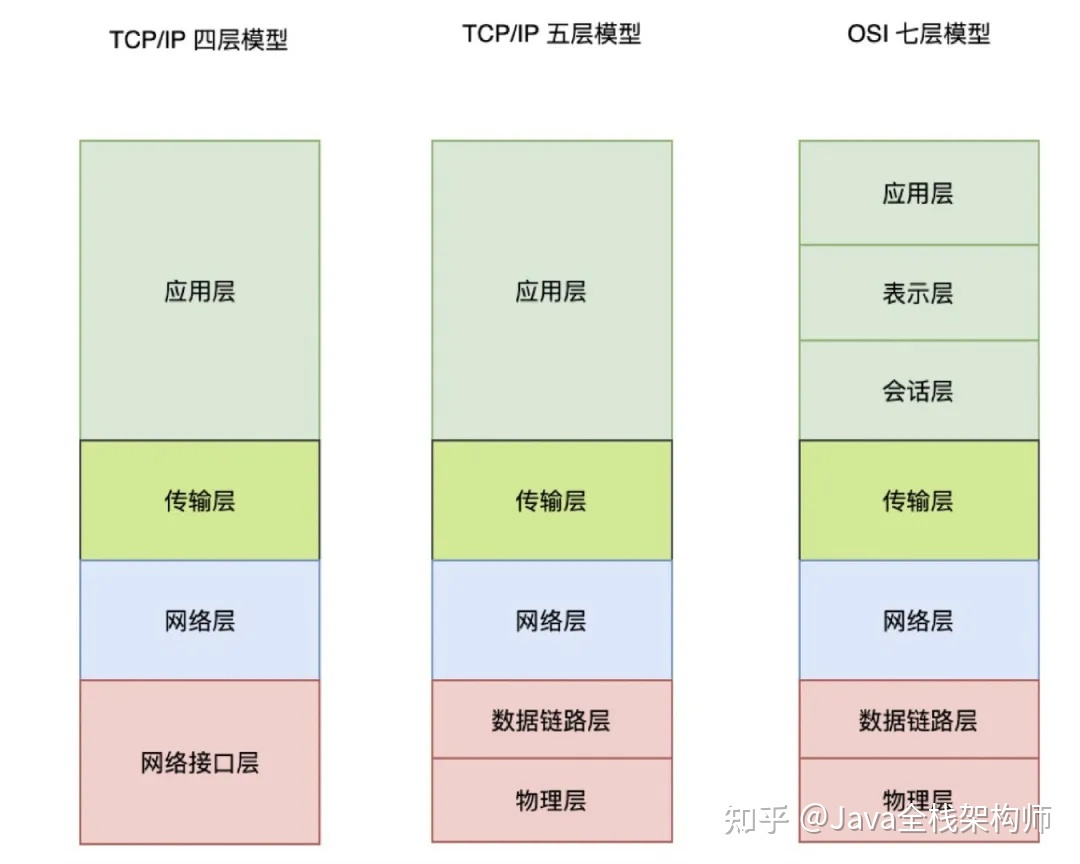 TCP/IP 四层模型
应用层
传输层
网络层
网络接口层
TCP/IP 五层模型
应用层
传输层
网络层
数据链路层
物理层
OSI 七层模型
应用层
表示层
会话层
传输层
网络层
数据链路层
物理层
知乎 @Java全栈架构师